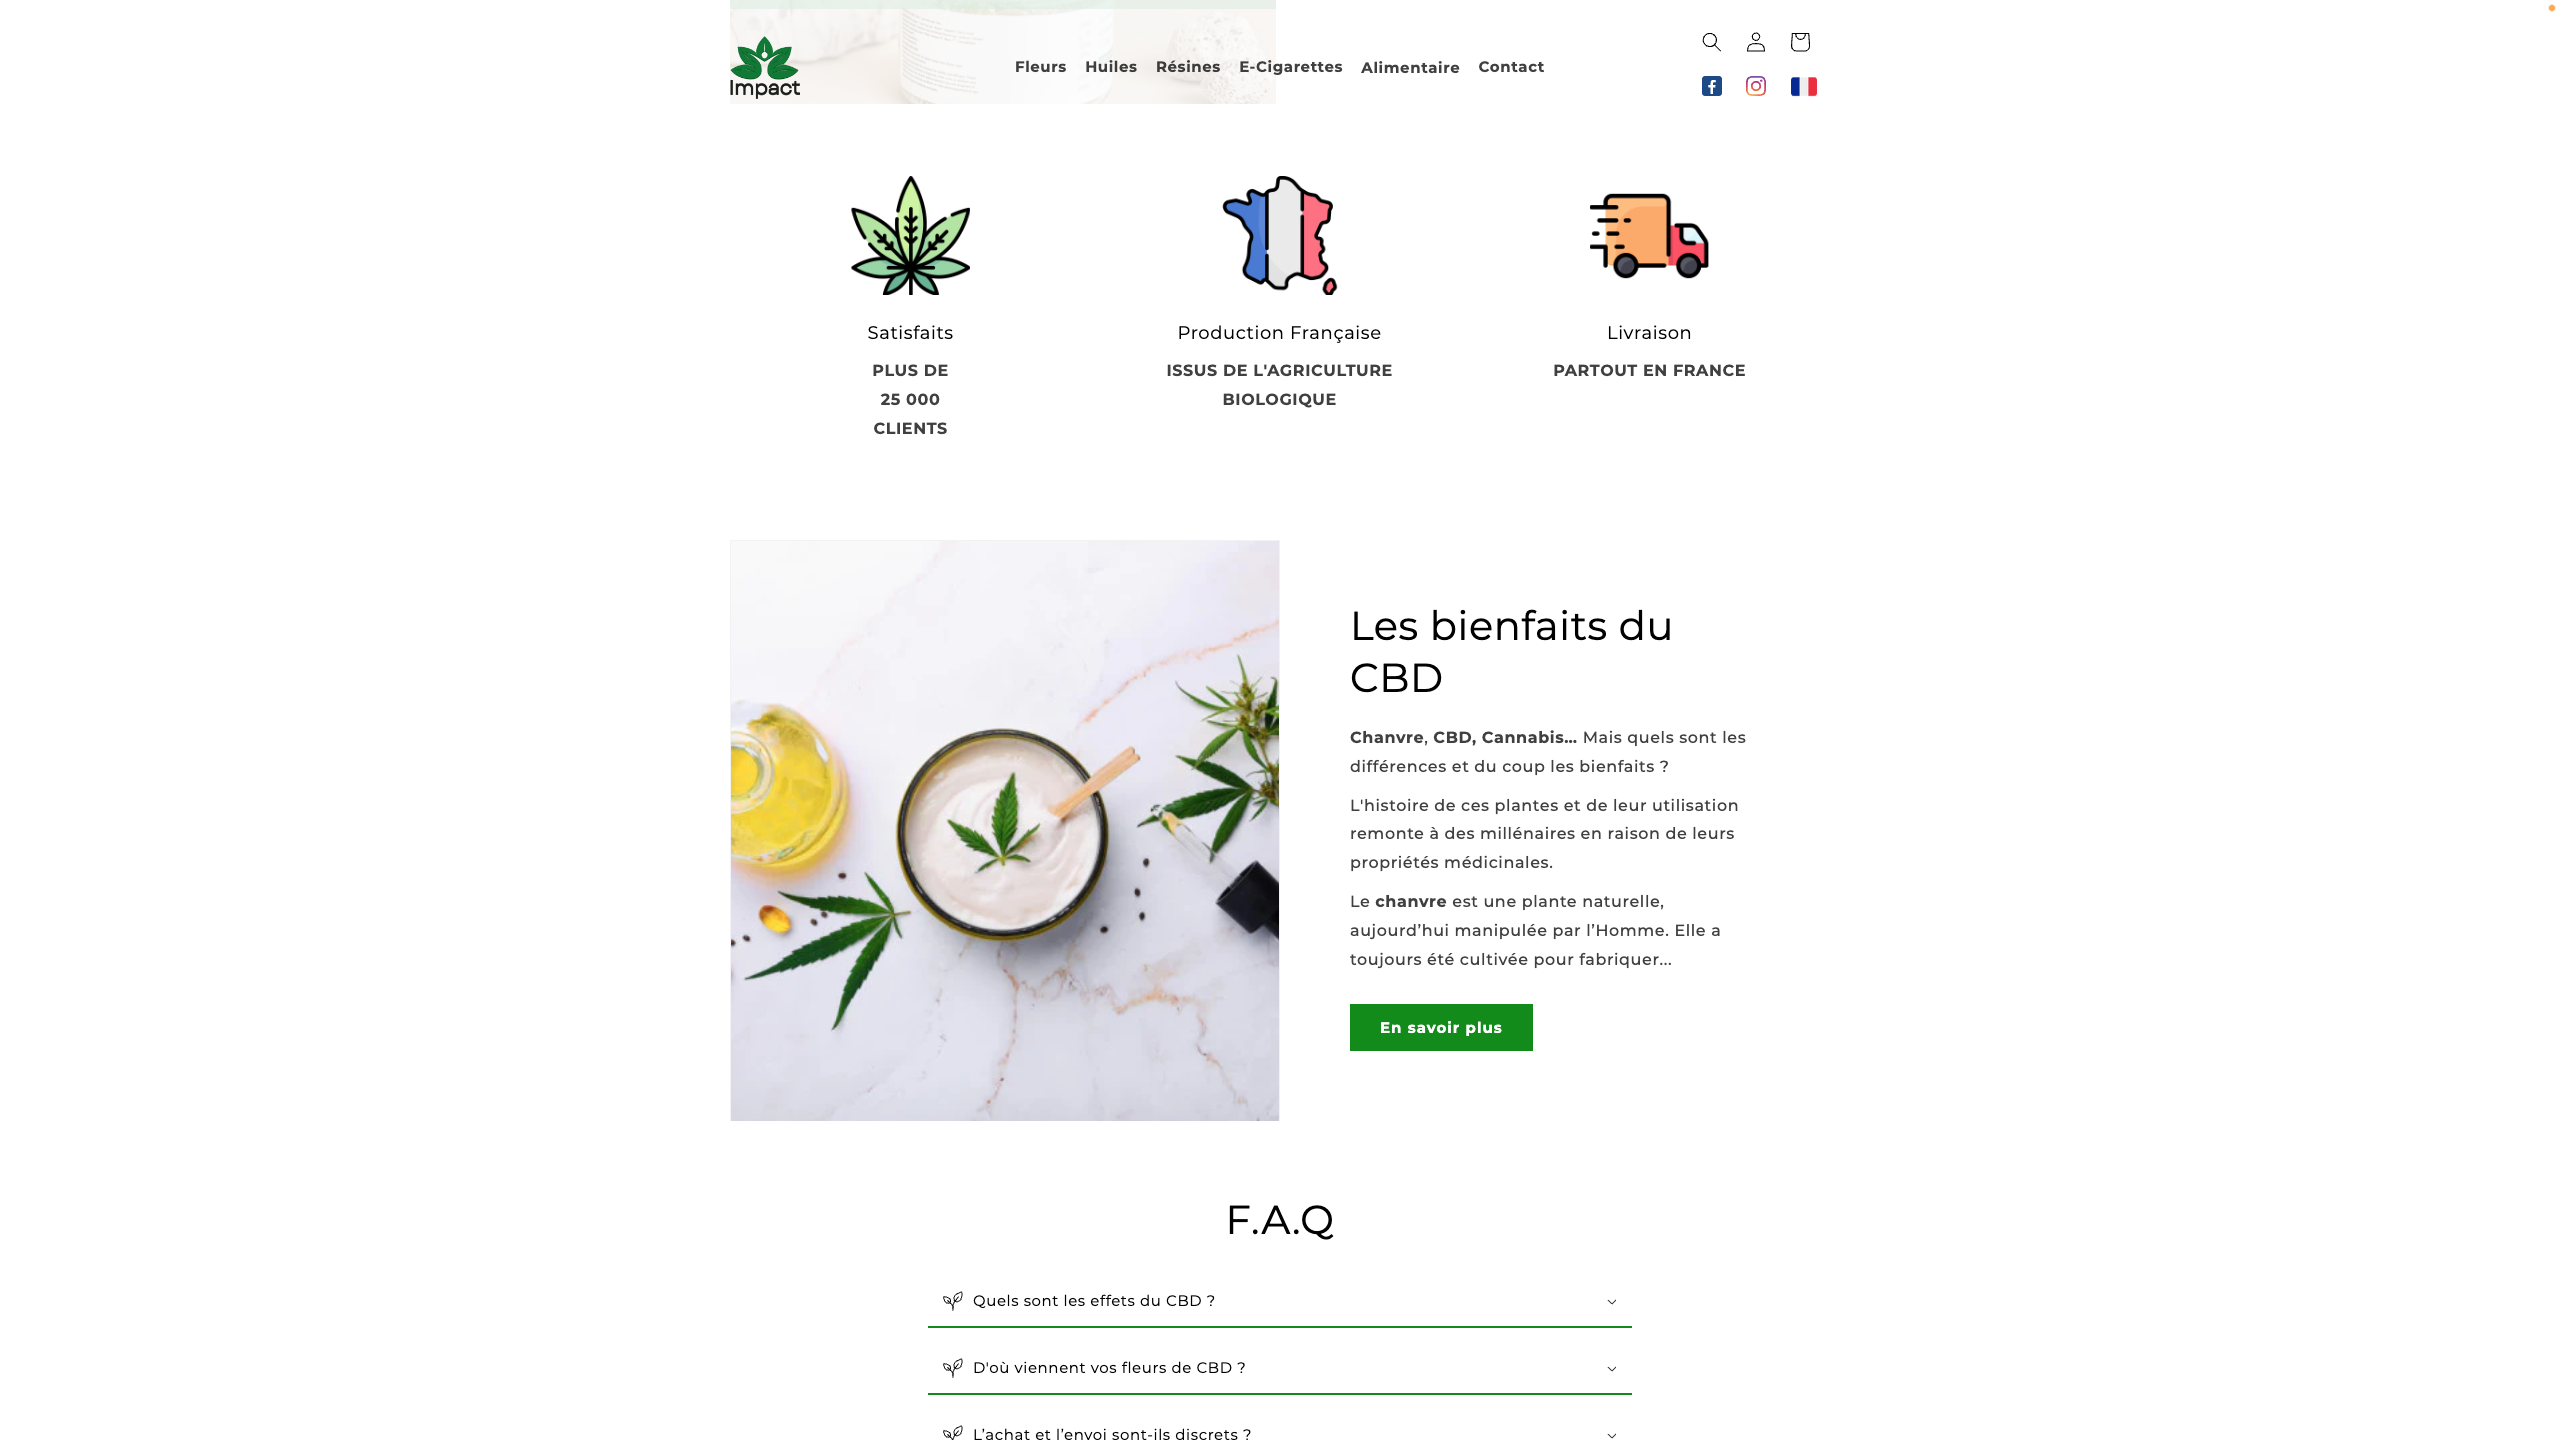 Impact
Fleurs
Huiles
Résines
E-Cigarettes
Alimentaire
Contact
Satisfaits
PLUS DE
25 000
CLIENTS
Production Française
ISSUS DE L'AGRICULTURE
BIOLOGIQUE
Livraison
PARTOUT EN FRANCE
Les bienfaits du
CBD
Chanvre, CBD, Cannabis… Mais quels sont les
différences et du coup les bienfaits ?
L'histoire de ces plantes et de leur utilisation
remonte à des millénaires en raison de leurs
propriétés médicinales.
Le chanvre est une plante naturelle,
aujourd’hui manipulée par l’Homme. Elle a
toujours été cultivée pour fabriquer...
En savoir plus
F.A.Q
Quels sont les effets du CBD ?
D'où viennent vos fleurs de CBD ?
L’achat et l’envoi sont-ils discrets ?